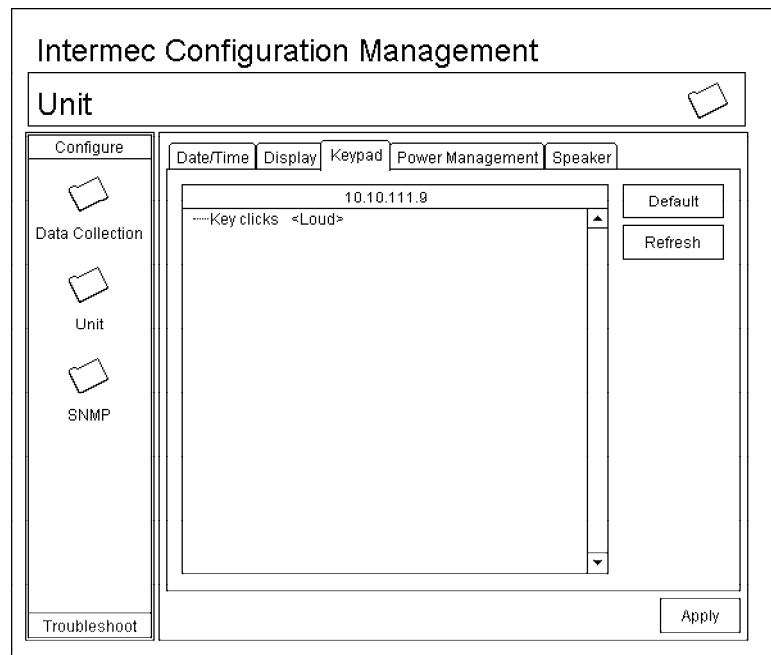 Intermec Configuration Management
Unit
Configure
Data Collection
Unit
SNMP
Troubleshoot
Date/Time Display Keypad Power Management Speaker
10.10.111.9
Key clicks <Loud>
Default
Refresh
Apply